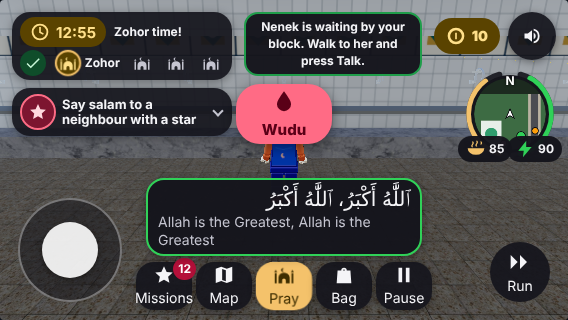 12:55
Zohor time!
Zohor
Nenek is waiting by your
block. Walk to her and
press Talk.
10
Say salam to a
neighbour with a star
Wudu
N
85
90
ٱللَّهُ أَكْبَرُ، ٱللَّهُ أَكْبَرُ
Allah is the Greatest, Allah is the
Greatest
12
Missions
Map
Pray
Bag
Pause
Run